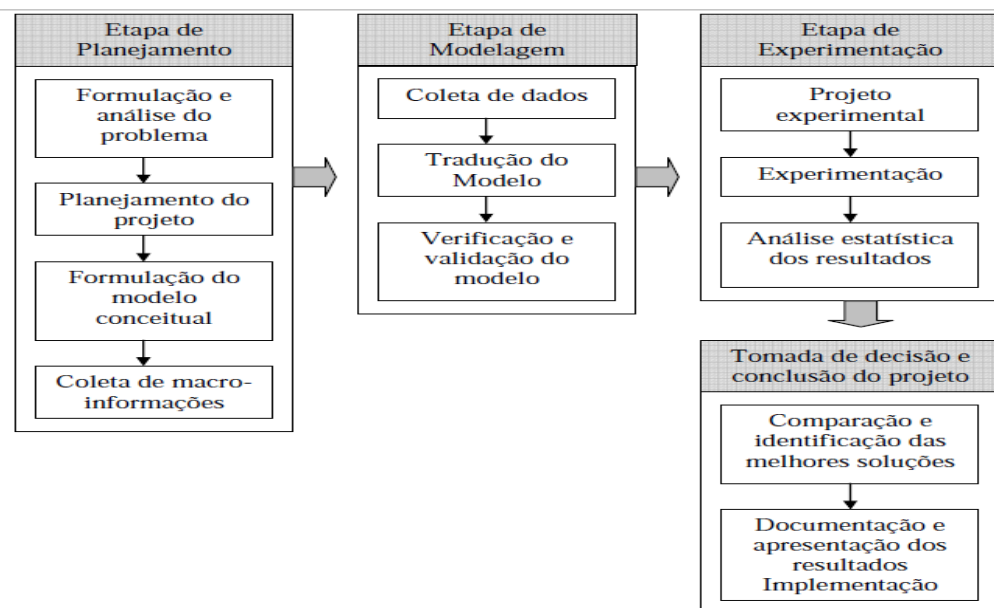 Etapa de
Planejamento
Formulação e
análise do
problema
Planejamento do
projeto
Formulação do
modelo
conceitual
Coleta de macro-
informações
Etapa de
Modelagem
Coleta de dados
Tradução do
Modelo
Verificação e
validação do
modelo
Etapa de
Experimentação
Projeto
experimental
Experimentação
Análise estatística
dos resultados
Tomada de decisão e
conclusão do projeto
Comparação e
identificação das
melhores soluções
Documentação e
apresentação dos
resultados
Implementação